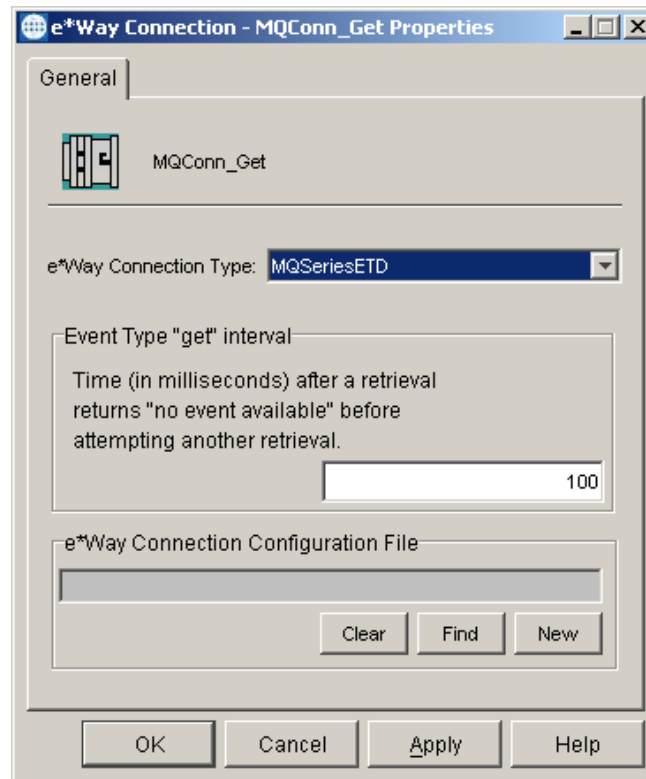 e*Way Connection - MQConn_Get Properties
General
MQConn_Get
e*Way Connection Type: MQSeriesETD
Event Type "get" interval
Time (in milliseconds) after a retrieval
returns "no event available" before
attempting another retrieval.
100
e*Way Connection Configuration File
Clear Find New
OK Cancel Apply Help